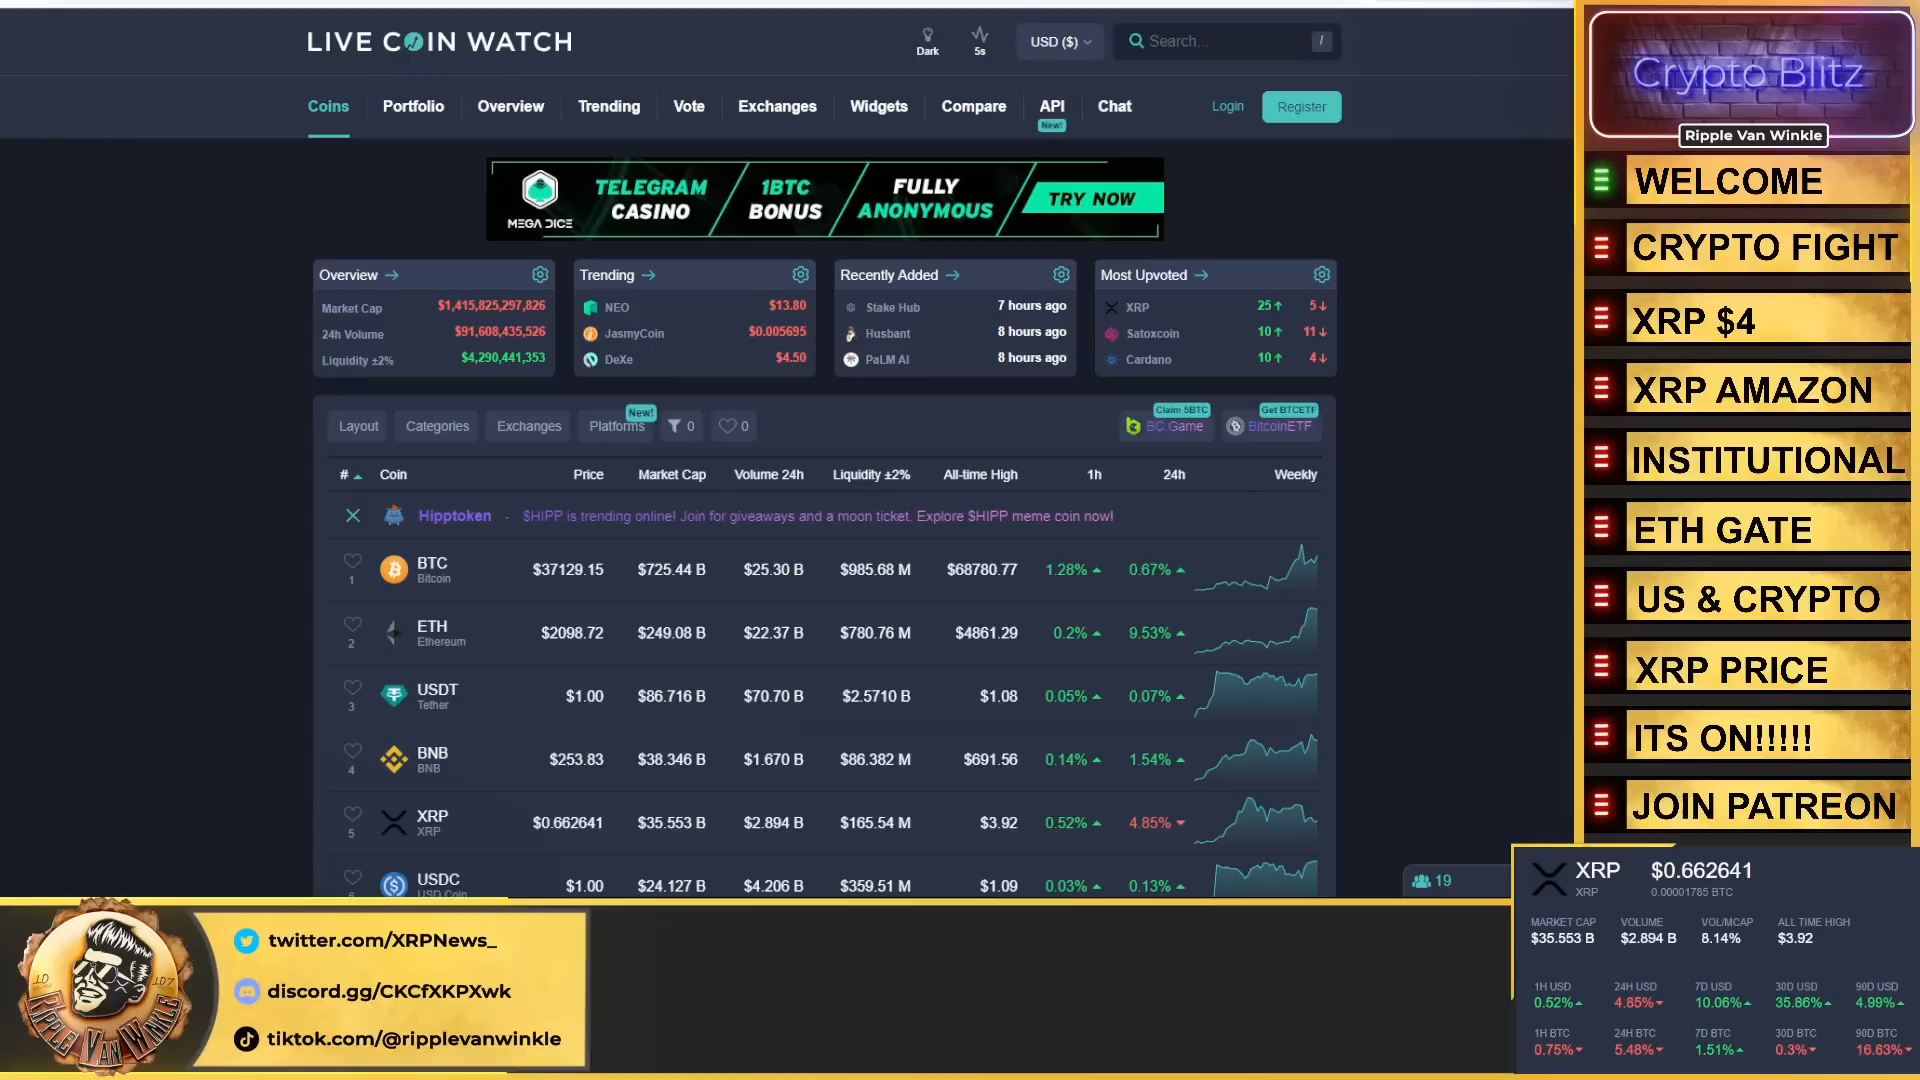 LIVE COIN WATCH
Dark
5s
USD ($)
Search...
/
Coins
Portfolio
Overview
Trending
Vote
Exchanges
Widgets
Compare
API
New!
Chat
Login
Register
MEGA DICE
TELEGRAM CASINO
1BTC BONUS
FULLY ANONYMOUS
TRY NOW
Overview
Market Cap $1,415,825,297,826
24h Volume $91,608,435,526
Liquidity ±2% $4,290,441,353
Trending
NEO $13.80
JasmyCoin $0.005695
DeXe $4.50
Recently Added
Stake Hub 7 hours ago
Husbant 8 hours ago
PaLM AI 8 hours ago
Most Upvoted
XRP 25 5
Satoxcoin 10 11
Cardano 10 4
Layout
Categories
Exchanges
Platforms
New!
0
0
Claim 5BTC
BC.Game
Get BTCETF
BitcoinETF
# Coin Price Market Cap Volume 24h Liquidity ±2% All-time High 1h 24h Weekly
Hipptoken - $HIPP is trending online! Join for giveaways and a moon ticket. Explore $HIPP meme coin now!
1 BTC Bitcoin $37129.15 $725.44 B $25.30 B $985.68 M $68780.77 1.28% 0.67%
2 ETH Ethereum $2098.72 $249.08 B $22.37 B $780.76 M $4861.29 0.2% 9.53%
3 USDT Tether $1.00 $86.716 B $70.70 B $2.5710 B $1.08 0.05% 0.07%
4 BNB BNB $253.83 $38.346 B $1.670 B $86.382 M $691.56 0.14% 1.54%
5 XRP XRP $0.662641 $35.553 B $2.894 B $165.54 M $3.92 0.52% 4.85%
USDC USD Coin $1.00 $24.127 B $4.206 B $359.51 M $1.09 0.03% 0.13%
19
Crypto Blitz
Ripple Van Winkle
WELCOME
CRYPTO FIGHT
XRP $4
XRP AMAZON
INSTITUTIONAL
ETH GATE
US & CRYPTO
XRP PRICE
ITS ON!!!!!
JOIN PATREON
XRP $0.662641
XRP 0.00001785 BTC
MARKET CAP VOLUME VOL/MCAP ALL TIME HIGH
$35.553 B $2.894 B 8.14% $3.92
1H USD 24H USD 7D USD 30D USD 90D USD
0.52% 4.85% 10.06% 35.86% 4.99%
1H BTC 24H BTC 7D BTC 30D BTC 90D BTC
0.75% 5.48% 1.51% 0.3% 16.63%
RIPPLE VAN WINKLE
twitter.com/XRPNews_
discord.gg/CKCfXKPXwk
tiktok.com/@ripplevanwinkle